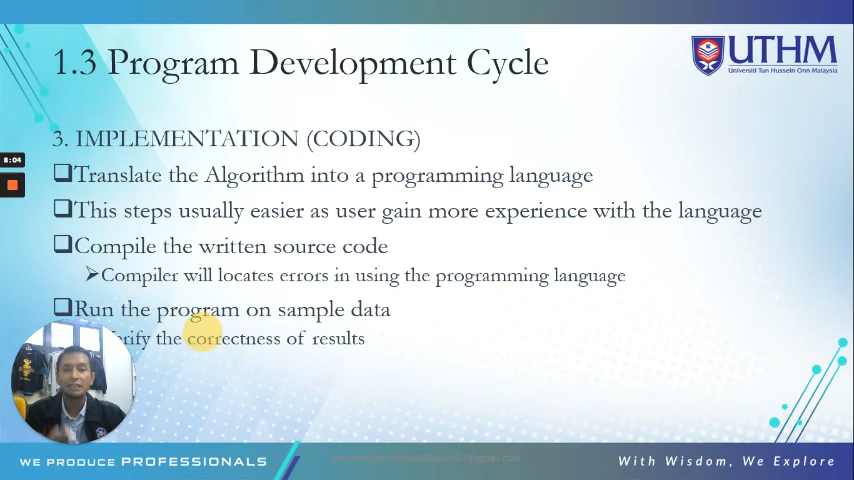 1.3 Program Development Cycle
UTHM
Universiti Tun Hussein Onn Malaysia
3. IMPLEMENTATION (CODING)
Translate the Algorithm into a programming language
This steps usually easier as user gain more experience with the language
8:04
Compile the written source code
Compiler will locates errors in using the programming language
Run the program on sample data
the correctness of results
WE PRODUCE PROFESSIONALS
With Wisdom, We Explore